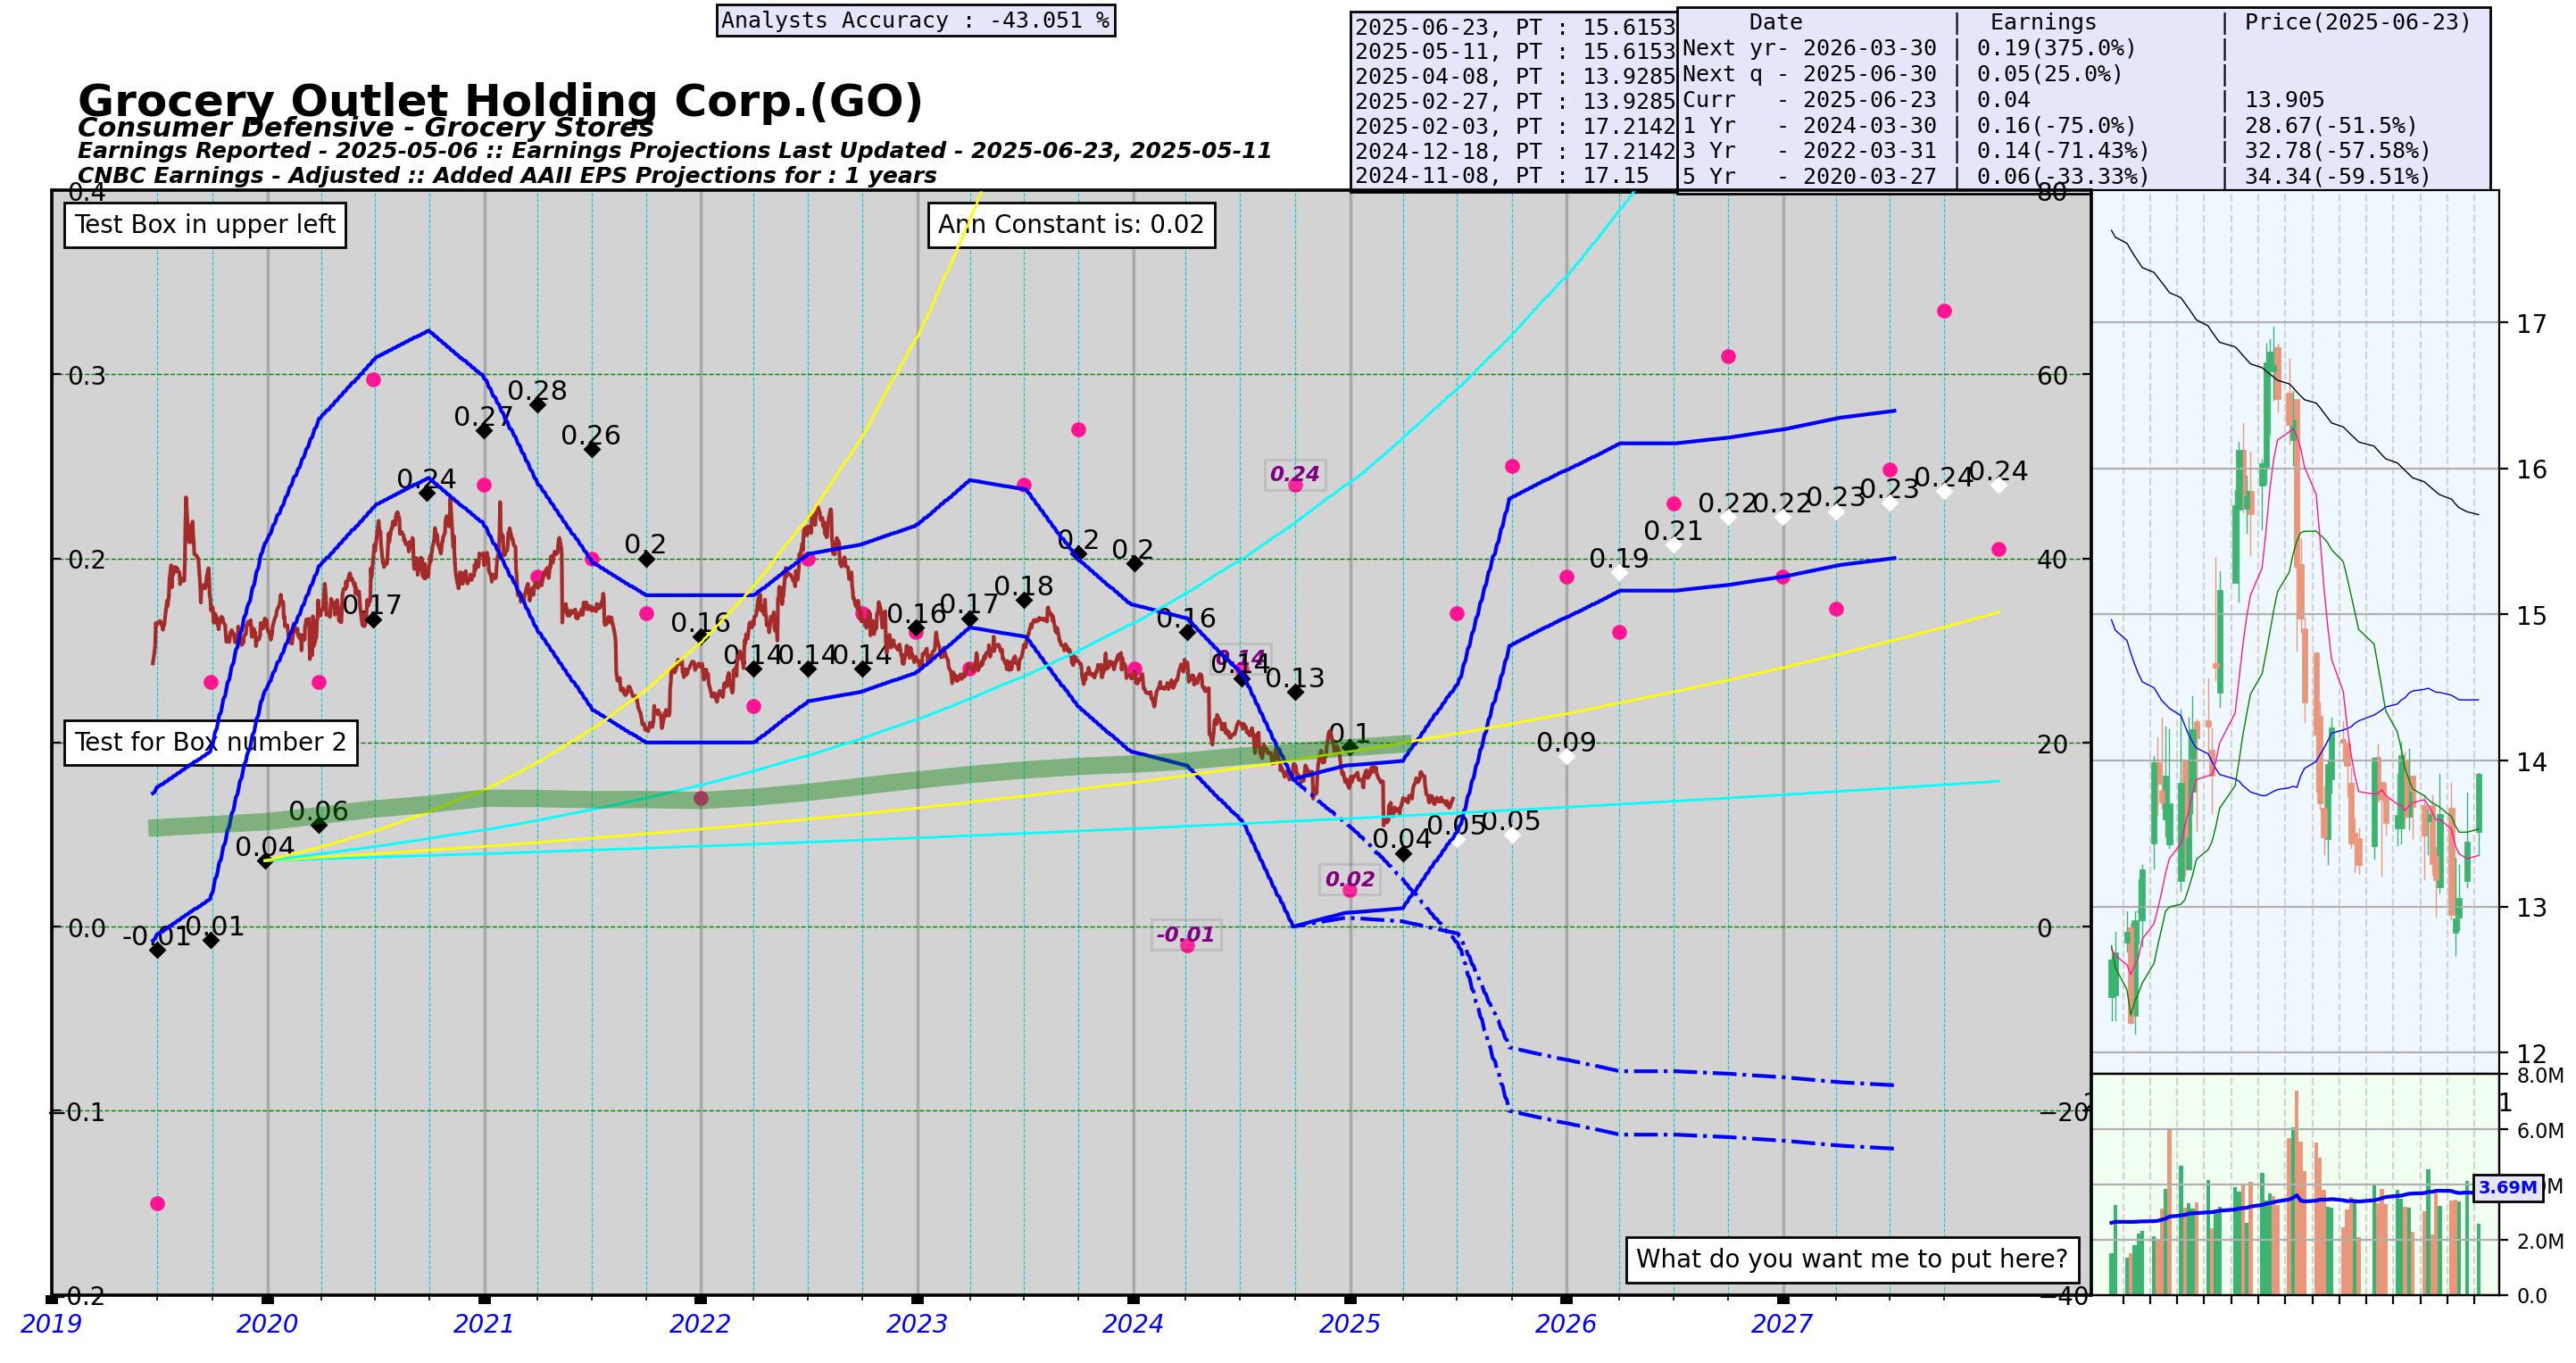 Analysts Accuracy : -43.051 %
Grocery Outlet Holding Corp.(GO)
Consumer Defensive - Grocery Stores
Earnings Reported - 2025-05-06 :: Earnings Projections Last Updated - 2025-06-23, 2025-05-11
CNBC Earnings - Adjusted :: Added AAII EPS Projections for : 1 years
2025-06-23, PT : 15.6153
2025-05-11, PT : 15.6153
2025-04-08, PT : 13.9285
2025-02-27, PT : 13.9285
2025-02-03, PT : 17.2142
2024-12-18, PT : 17.2142
2024-11-08, PT : 17.15
Date | Earnings | Price(2025-06-23)
Next yr- 2026-03-30 | 0.19(375.0%) |
Next q - 2025-06-30 | 0.05(25.0%) |
Curr - 2025-06-23 | 0.04 | 13.905
1 Yr - 2024-03-30 | 0.16(-75.0%) | 28.67(-51.5%)
3 Yr - 2022-03-31 | 0.14(-71.43%) | 32.78(-57.58%)
5 Yr - 2020-03-27 | 0.06(-33.33%) | 34.34(-59.51%)
Test Box in upper left
Ann Constant is: 0.02
Test for Box number 2
What do you want me to put here?
0.4
0.3
0.2
0.0
−0.1
−0.2
80
60
40
20
0
−20
−40
-0.01
-0.01
0.04
0.06
0.17
0.24
0.27
0.28
0.26
0.2
0.16
0.14
0.14
0.14
0.16
0.17
0.18
0.2
0.2
0.16
0.14
0.13
0.1
0.04
0.05
0.05
0.09
0.19
0.21
0.22
0.22
0.23
0.23
0.24
0.24
-0.01
0.14
0.24
0.02
2019
2020
2021
2022
2023
2024
2025
2026
2027
17
16
15
14
13
12
8.0M
6.0M
3.69M
2.0M
0.0